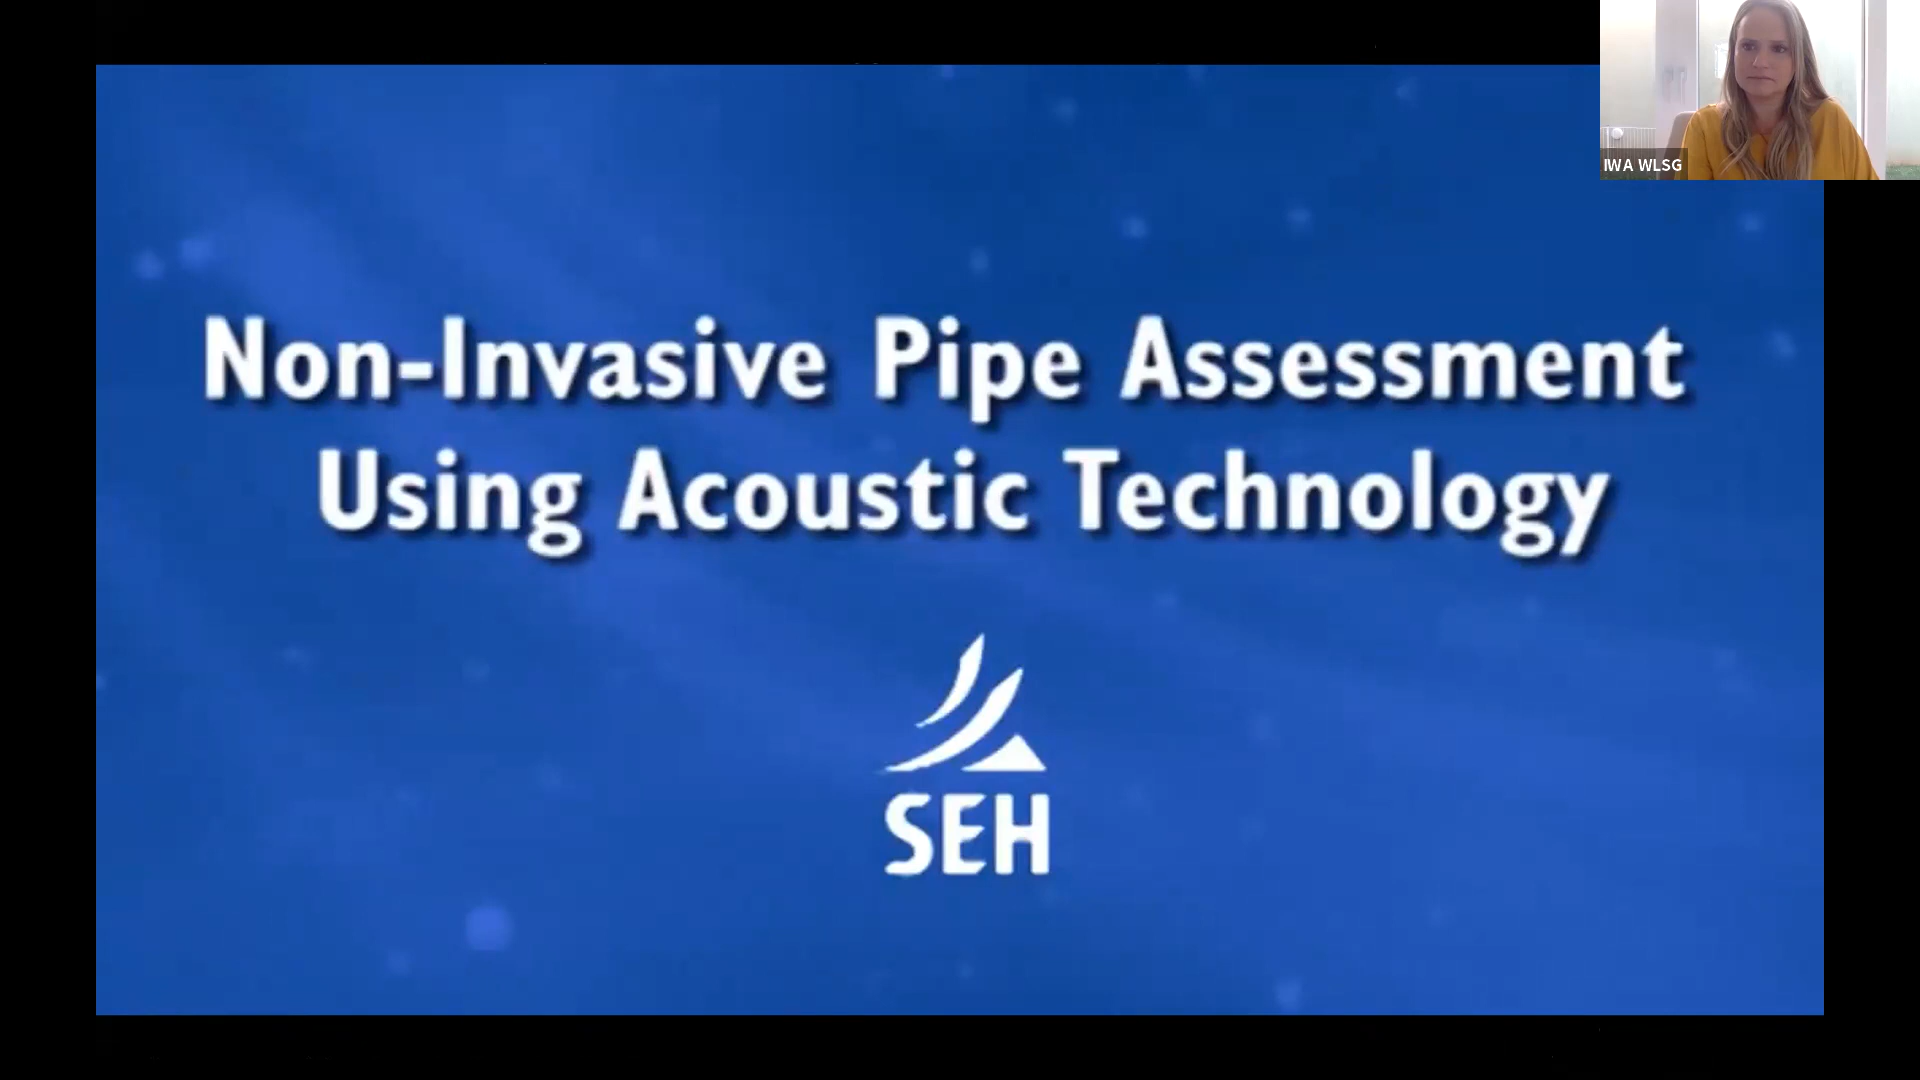 Non-Invasive Pipe Assessment
Using Acoustic Technology
SEH
IWA WLSG